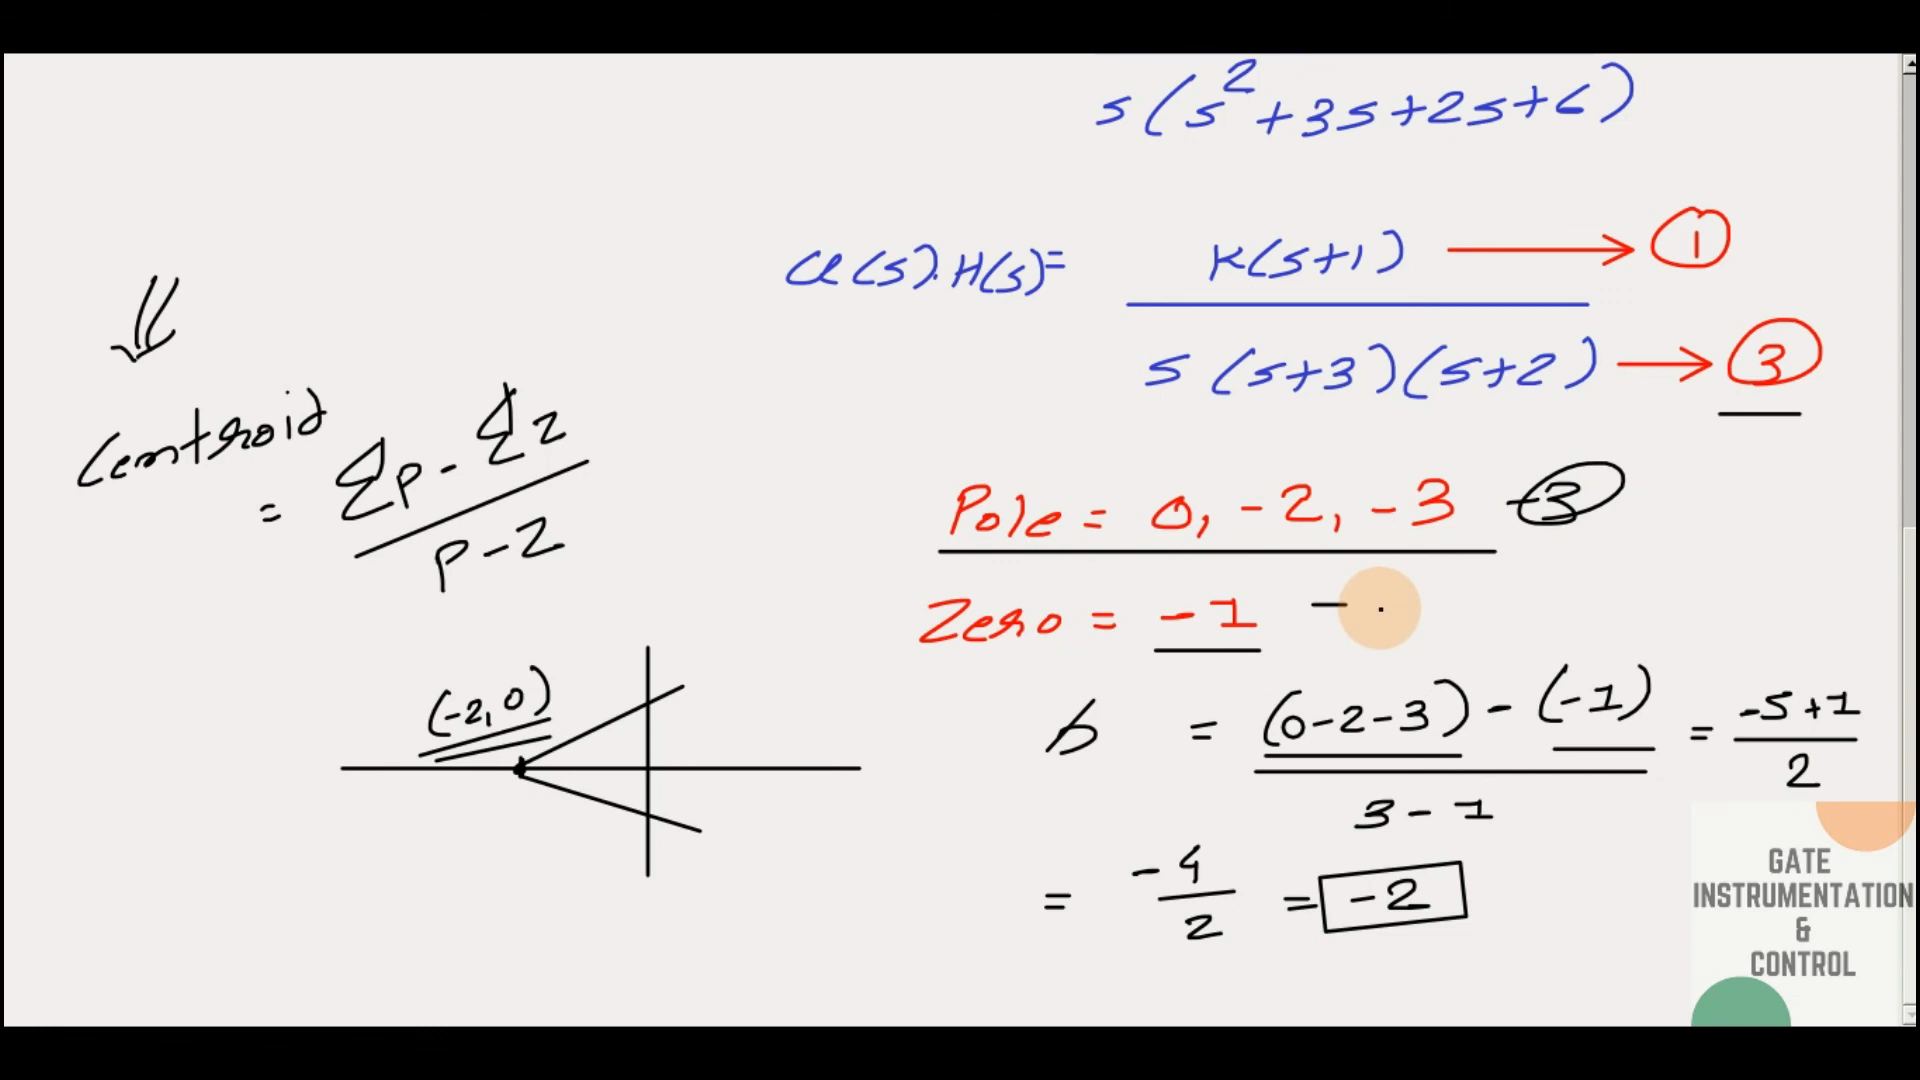 s(s²+3s+2s+6)
G(s).H(s)= K(s+1) → 1
s(s+3)(s+2) → 3
Centroid
= Σp - Σz
p-z
Pole = 0, -2, -3 -3
Zero = -1 -
(-2,0)
= (0-2-3) - (-1) = -5+1
3-1 2
= -4 = -2
2
GATE
INSTRUMENTATION
&
CONTROL